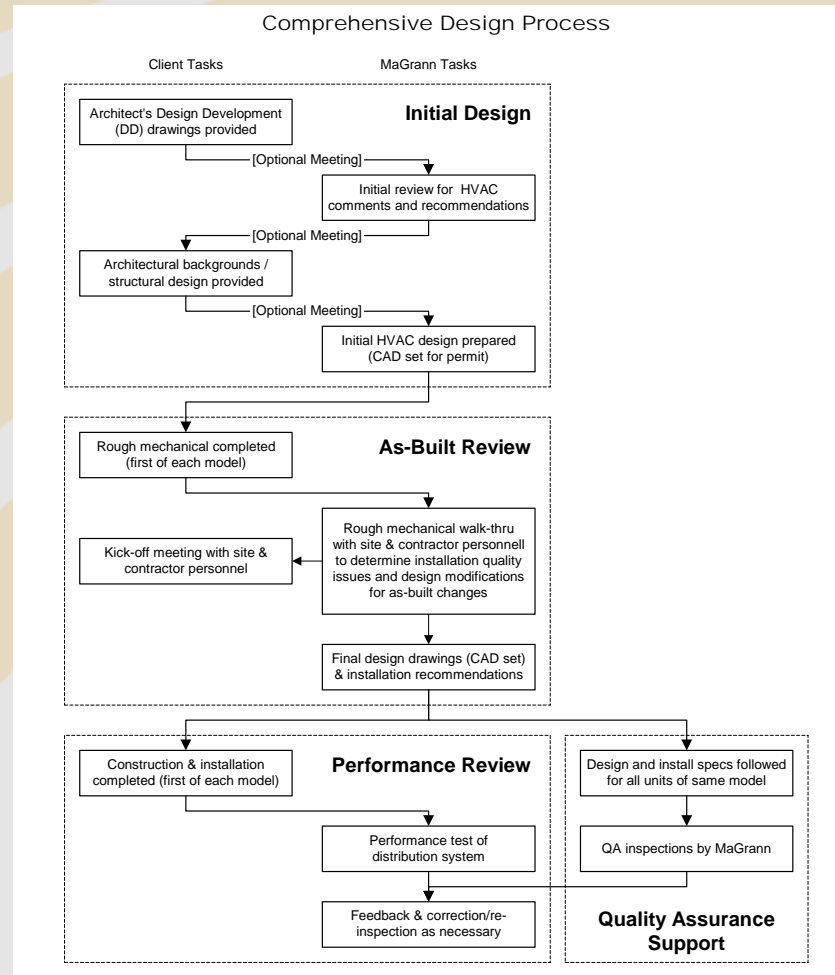 Comprehensive Design Process
Client Tasks
MaGrann Tasks
Initial Design
Architect's Design Development
(DD) drawings provided
[Optional Meeting]
Initial review for HVAC
comments and recommendations
[Optional Meeting]
Architectural backgrounds /
structural design provided
[Optional Meeting]
Initial HVAC design prepared
(CAD set for permit)
As-Built Review
Rough mechanical completed
(first of each model)
Rough mechanical walk-thru
with site & contractor personnell
to determine installation quality
issues and design modifications
for as-built changes
Kick-off meeting with site &
contractor personnel
Final design drawings (CAD set)
& installation recommendations
Performance Review
Construction & installation
completed (first of each model)
Performance test of
distribution system
Feedback & correction/re-
inspection as necessary
Design and install specs followed
for all units of same model
QA inspections by MaGrann
Quality Assurance
Support